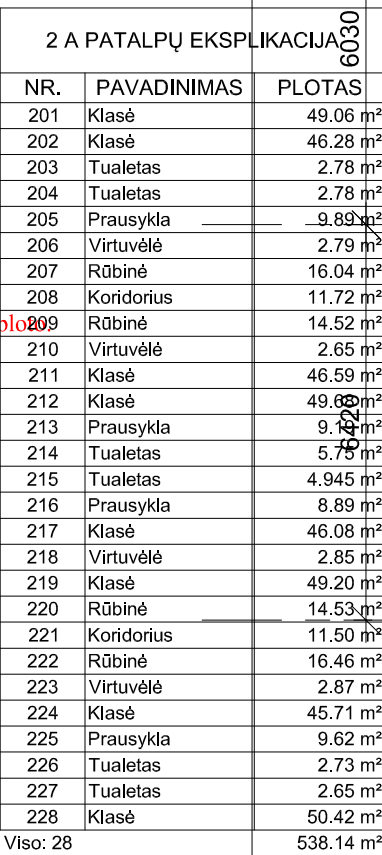 6030
2 A PATALPŲ EKSPLIKACIJA
NR. PAVADINIMAS PLOTAS
201 Klasė 49.06 m²
202 Klasė 46.28 m²
203 Tualetas 2.78 m²
204 Tualetas 2.78 m²
205 Prausykla 9.89 m²
206 Virtuvėlė 2.79 m²
207 Rūbinė 16.04 m²
208 Koridorius 11.72 m²
ploto.
209 Rūbinė 14.52 m²
210 Virtuvėlė 2.65 m²
211 Klasė 46.59 m²
212 Klasė 49.68 m²
6420
213 Prausykla 9.15 m²
214 Tualetas 5.75 m²
215 Tualetas 4.945 m²
216 Prausykla 8.89 m²
217 Klasė 46.08 m²
218 Virtuvėlė 2.85 m²
219 Klasė 49.20 m²
220 Rūbinė 14.53 m²
221 Koridorius 11.50 m²
222 Rūbinė 16.46 m²
223 Virtuvėlė 2.87 m²
224 Klasė 45.71 m²
225 Prausykla 9.62 m²
226 Tualetas 2.73 m²
227 Tualetas 2.65 m²
228 Klasė 50.42 m²
Viso: 28 538.14 m²